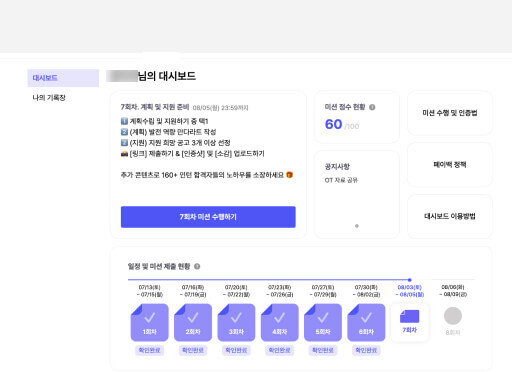 대시보드
나의 기록장
님의 대시보드
7회차. 계획 및 지원 준비 08/05(월) 23:59까지
1 계획수립 및 지원하기 중 택1
2 (계획) 발전 역량 만다라트 작성
2 (지원) 지원 희망 공고 3개 이상 선정
📸 [링크] 제출하기 & [인증샷] 및 [소감] 업로드하기
추가 콘텐츠로 160+ 인턴 합격자들의 노하우를 소장하세요 🎁
7회차 미션 수행하기
미션 점수 현황 ?
60 /100
공지사항
OT 자료 공유
미션 수행 및 인증법
페이백 정책
대시보드 이용방법
일정 및 미션 제출 현황 ?
07/13(토) ~ 07/15(월)
07/16(화) ~ 07/19(금)
07/20(토) ~ 07/22(월)
07/23(화) ~ 07/26(금)
07/27(토) ~ 07/29(월)
07/30(화) ~ 08/02(금)
08/03(토) ~ 08/05(월)
08/06(화) ~ 08/09(금)
1회차 2회차 3회차 4회차 5회차 6회차 7회차 8회차
확인완료 확인완료 확인완료 확인완료 확인완료 확인완료